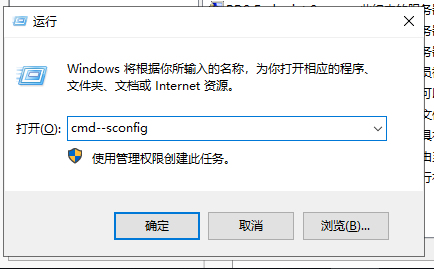 运行
Windows 将根据你所输入的名称，为你打开相应的程序、
文件夹、文档或 Internet 资源。
打开(O):
cmd--sconfig
使用管理权限创建此任务。
确定
取消
浏览(B)...